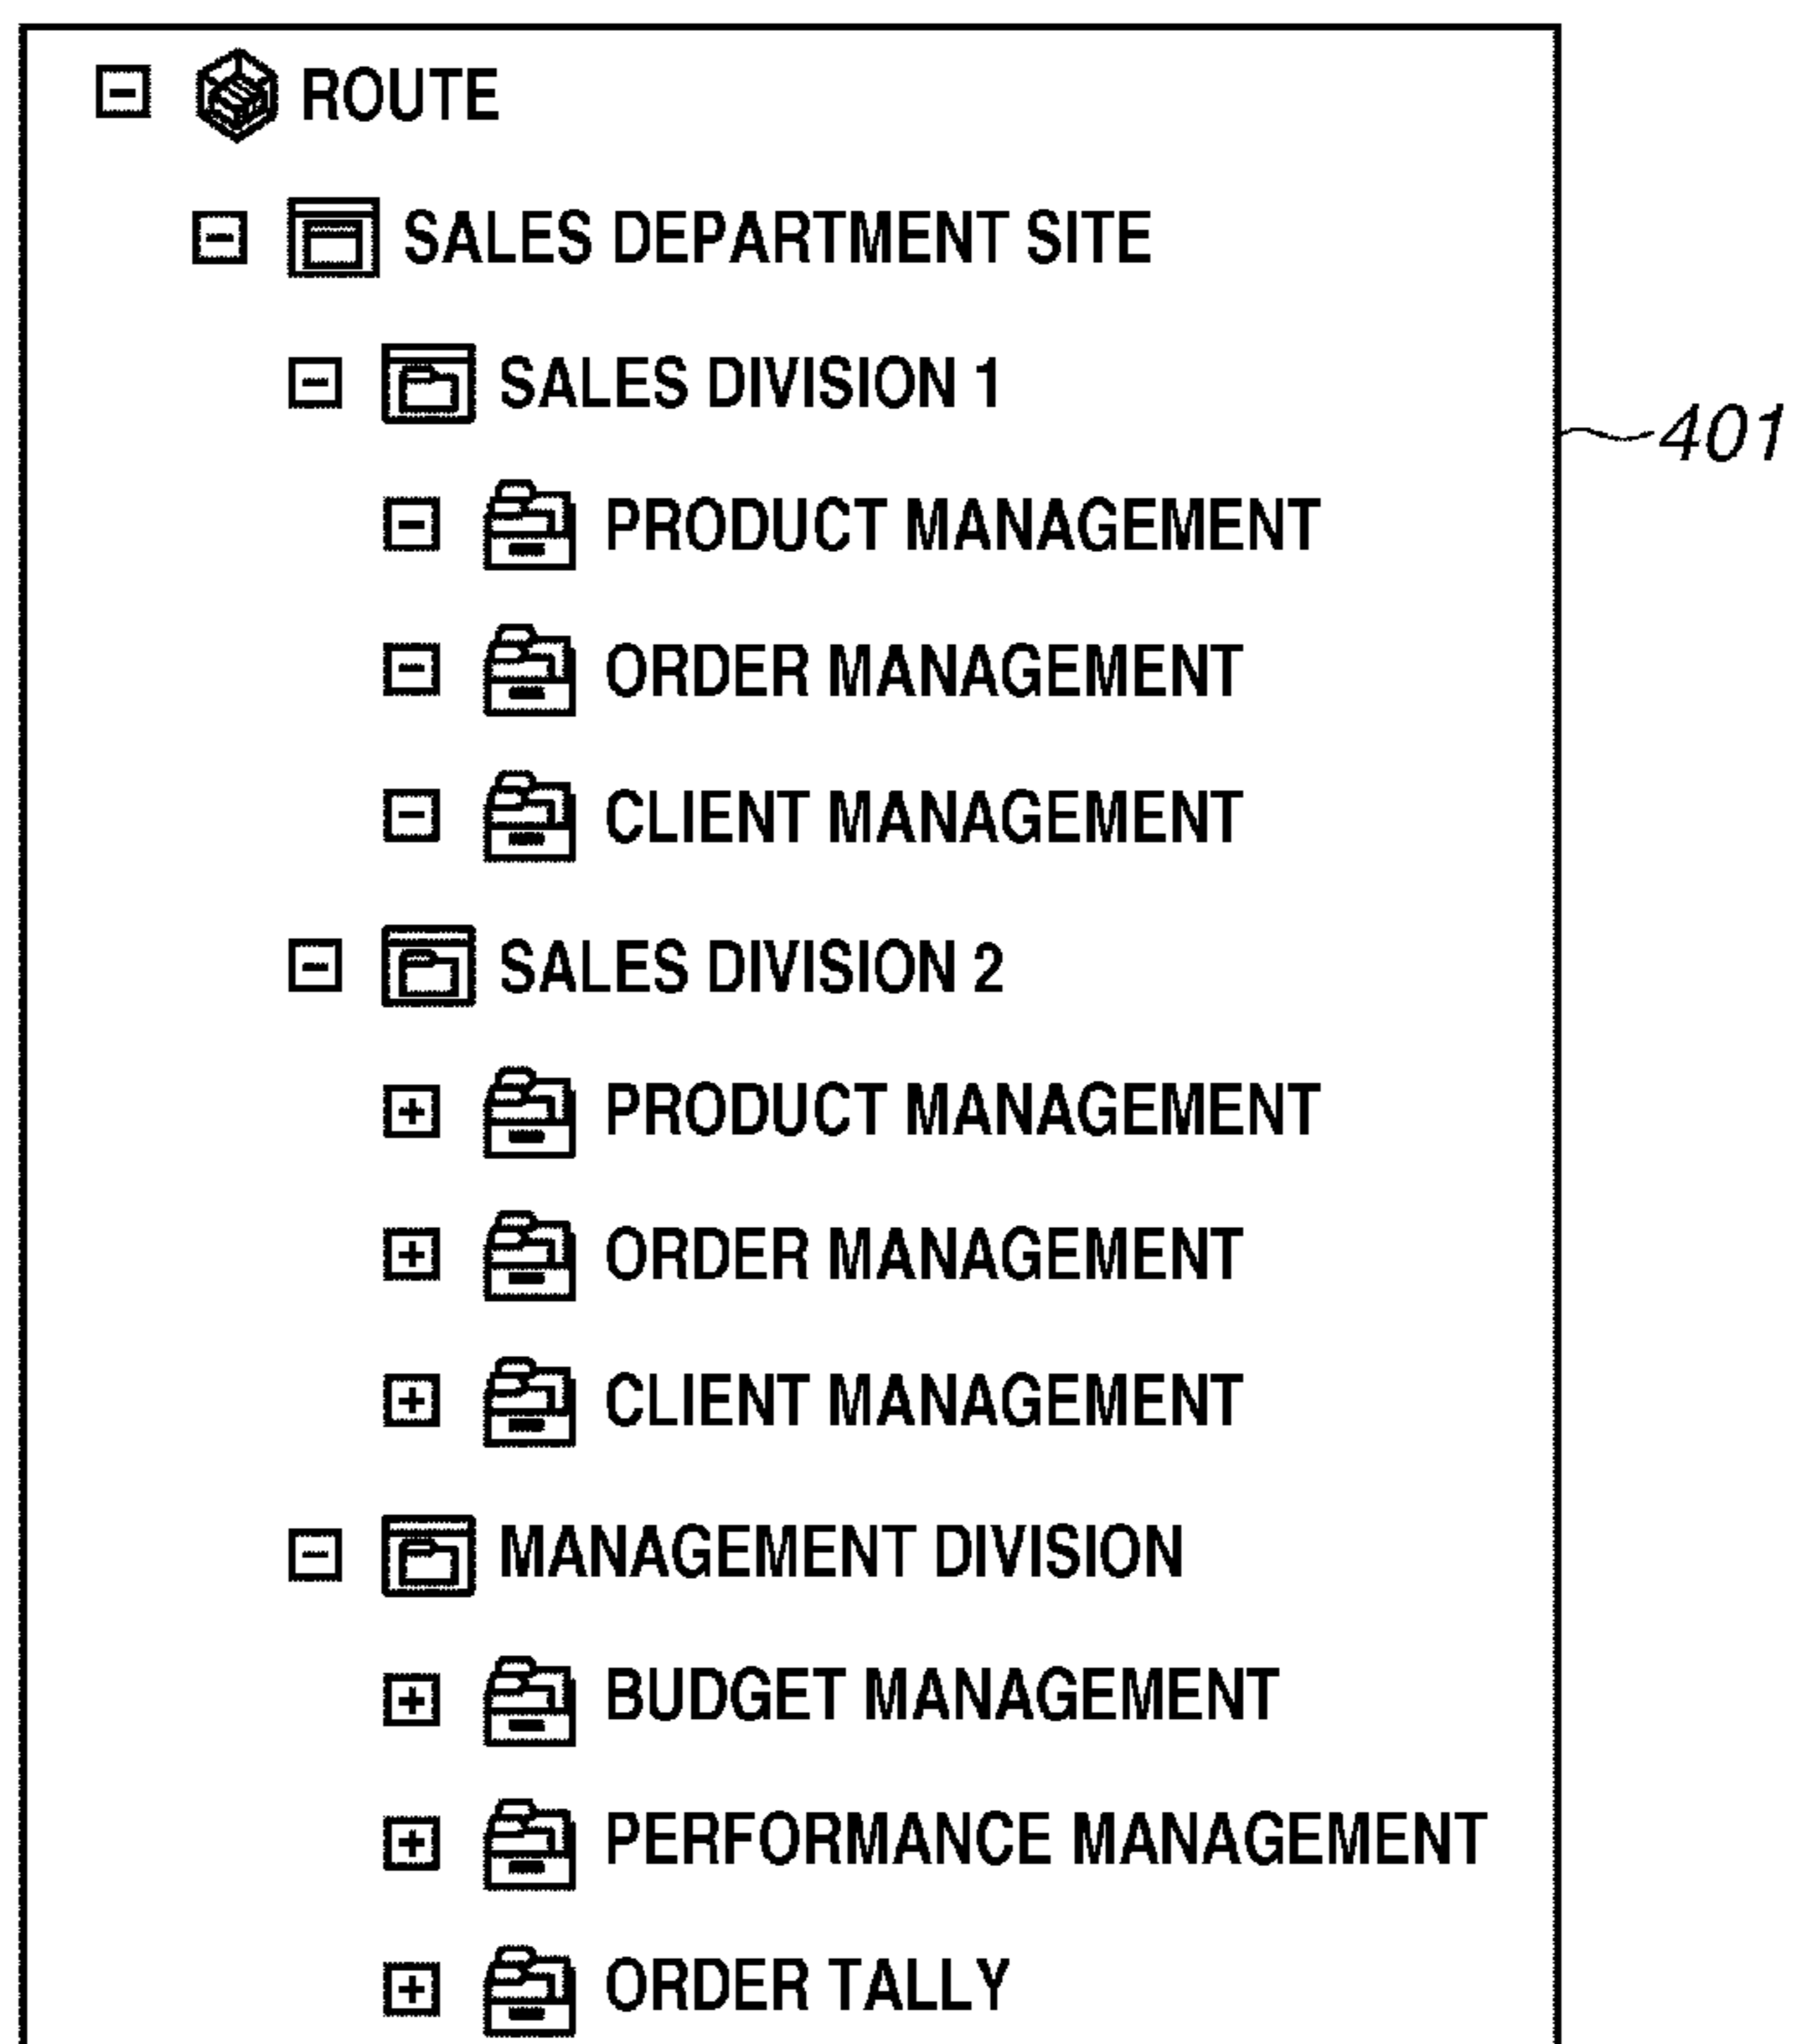 ROUTE
SALES DEPARTMENT SITE
SALES DIVISION 1
401
PRODUCT MANAGEMENT
ORDER MANAGEMENT
CLIENT MANAGEMENT
SALES DIVISION 2
PRODUCT MANAGEMENT
ORDER MANAGEMENT
CLIENT MANAGEMENT
MANAGEMENT DIVISION
BUDGET MANAGEMENT
PERFORMANCE MANAGEMENT
ORDER TALLY